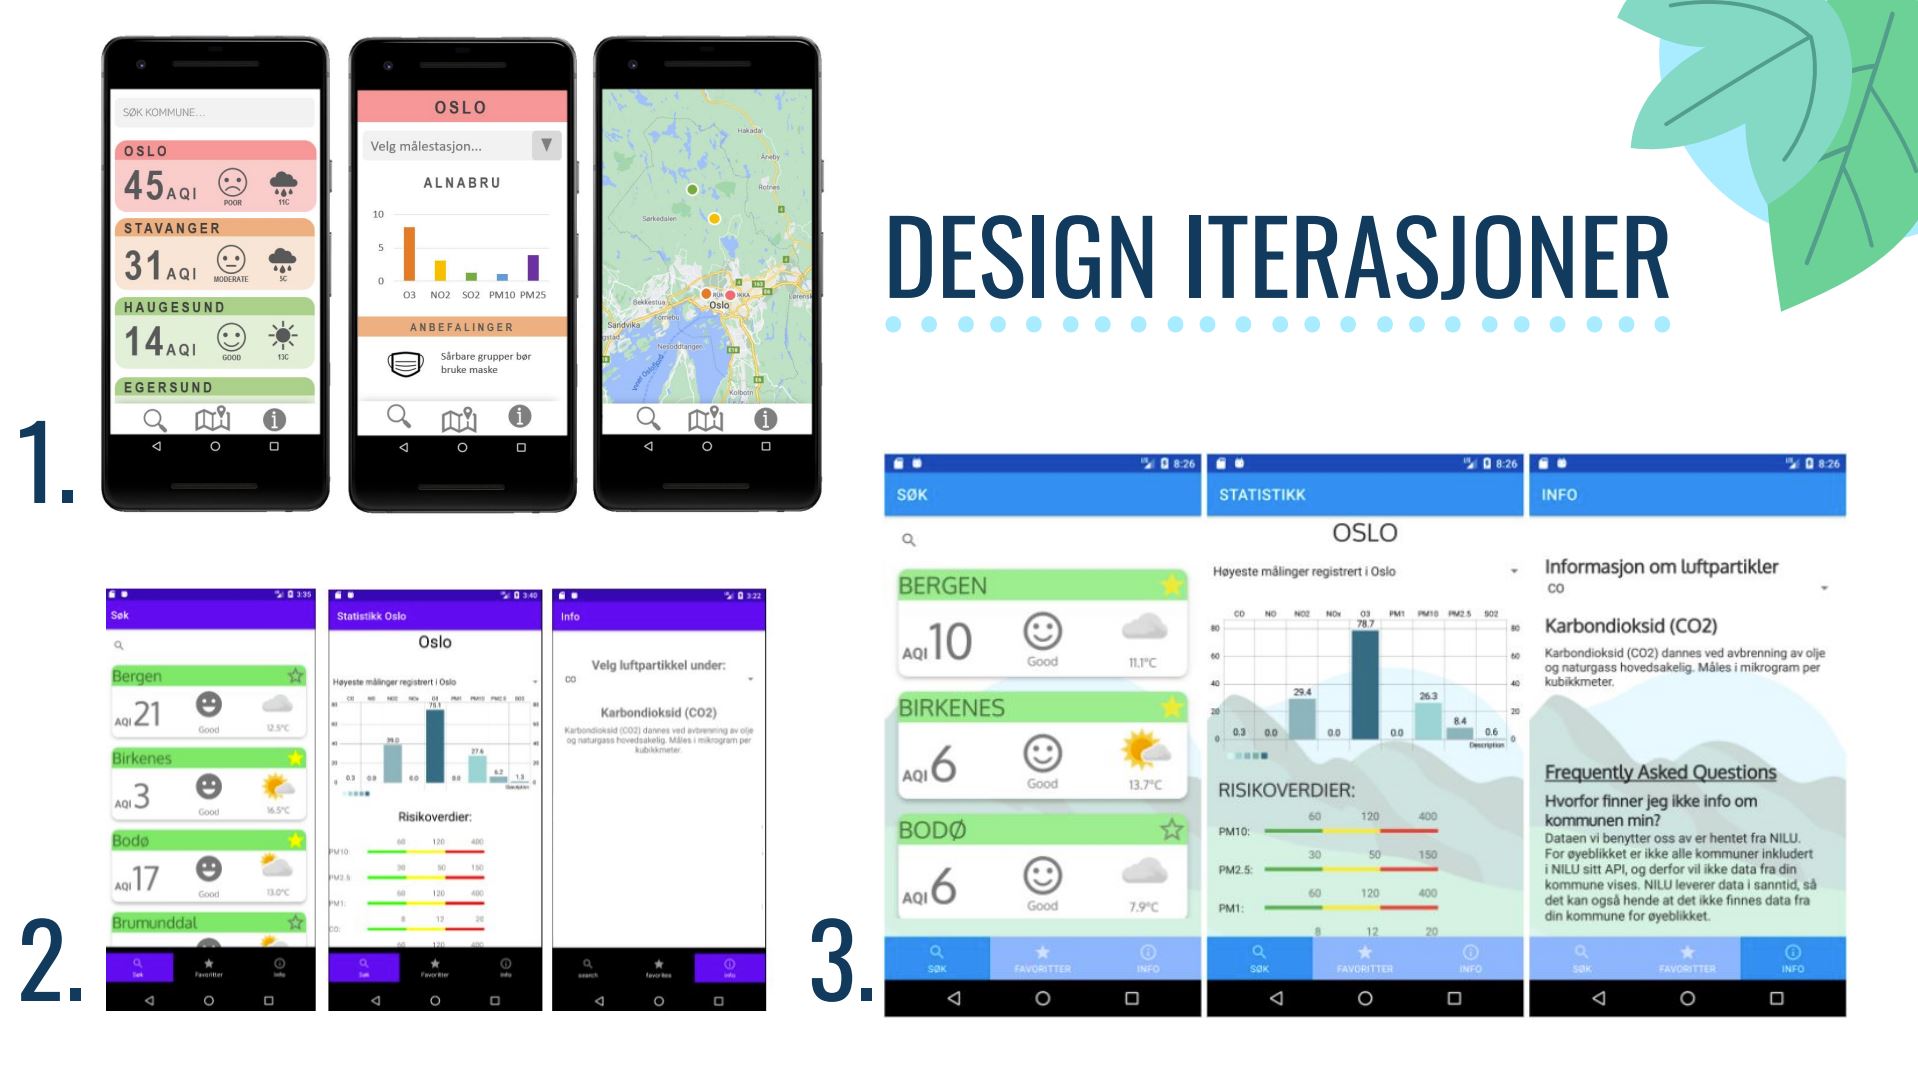 DESIGN ITERASJONER
1.
SØK KOMMUNE...
OSLO
45 AQI
POOR
11C
STAVANGER
31 AQI
MODERATE
5C
HAUGESUND
14 AQI
GOOD
13C
EGERSUND
OSLO
Velg målestasjon...
ALNABRU
10
5
0
O3 NO2 SO2 PM10 PM25
ANBEFALINGER
Sårbare grupper bør
bruke maske
Hakadal
Åneby
Rotnes
Sørkedalen
Oslo
Bekkestua
Fornebu
Sandvika
Nesoddtangen
Kolbotn
2.
3:35
Søk
Bergen
AQI 21
Good
12.5°C
Birkenes
AQI 3
Good
16.5°C
Bodø
AQI 17
Good
13.0°C
Brumunddal
Søk Favoritter Info
3:40
Statistikk Oslo
Oslo
Høyeste målinger registrert i Oslo
CO NO NO2 NOx O3 PM1 PM10 PM2.5 SO2
75.1
39.0
27.6
6.2
1.3
0.3 0.0 0.0 0.0
Description
Risikoverdier:
60 120 400
PM10:
30 50 150
PM2.5:
60 120 400
PM1:
8 12 20
CO:
60 120 400
Søk Favoritter Info
3:22
Info
Velg luftpartikkel under:
CO
Karbondioksid (CO2)
Karbondioksid (CO2) dannes ved avbrenning av olje
og naturgass hovedsakelig. Måles i mikrogram per
kubikkmeter.
search favorites info
3.
8:26
SØK
BERGEN
AQI 10
Good
11.1°C
BIRKENES
AQI 6
Good
13.7°C
BODØ
AQI 6
Good
7.9°C
SØK FAVORITTER INFO
8:26
STATISTIKK
OSLO
Høyeste målinger registrert i Oslo
CO NO NO2 NOx O3 PM1 PM10 PM2.5 SO2
80 78.7 80
60 60
40 40
29.4 26.3
20 8.4 20
0 0.3 0.0 0.0 0.0 0.6 0
Description
RISIKOVERDIER:
60 120 400
PM10:
30 50 150
PM2.5:
60 120 400
PM1:
8 12 20
SØK FAVORITTER INFO
8:26
INFO
Informasjon om luftpartikler
CO
Karbondioksid (CO2)
Karbondioksid (CO2) dannes ved avbrenning av olje
og naturgass hovedsakelig. Måles i mikrogram per
kubikkmeter.
Frequently Asked Questions
Hvorfor finner jeg ikke info om
kommunen min?
Dataen vi benytter oss av er hentet fra NILU.
For øyeblikket er ikke alle kommuner inkludert
i NILU sitt API, og derfor vil ikke data fra din
kommune vises. NILU leverer data i sanntid, så
det kan også hende at det ikke finnes data fra
din kommune for øyeblikket.
SØK FAVORITTER INFO